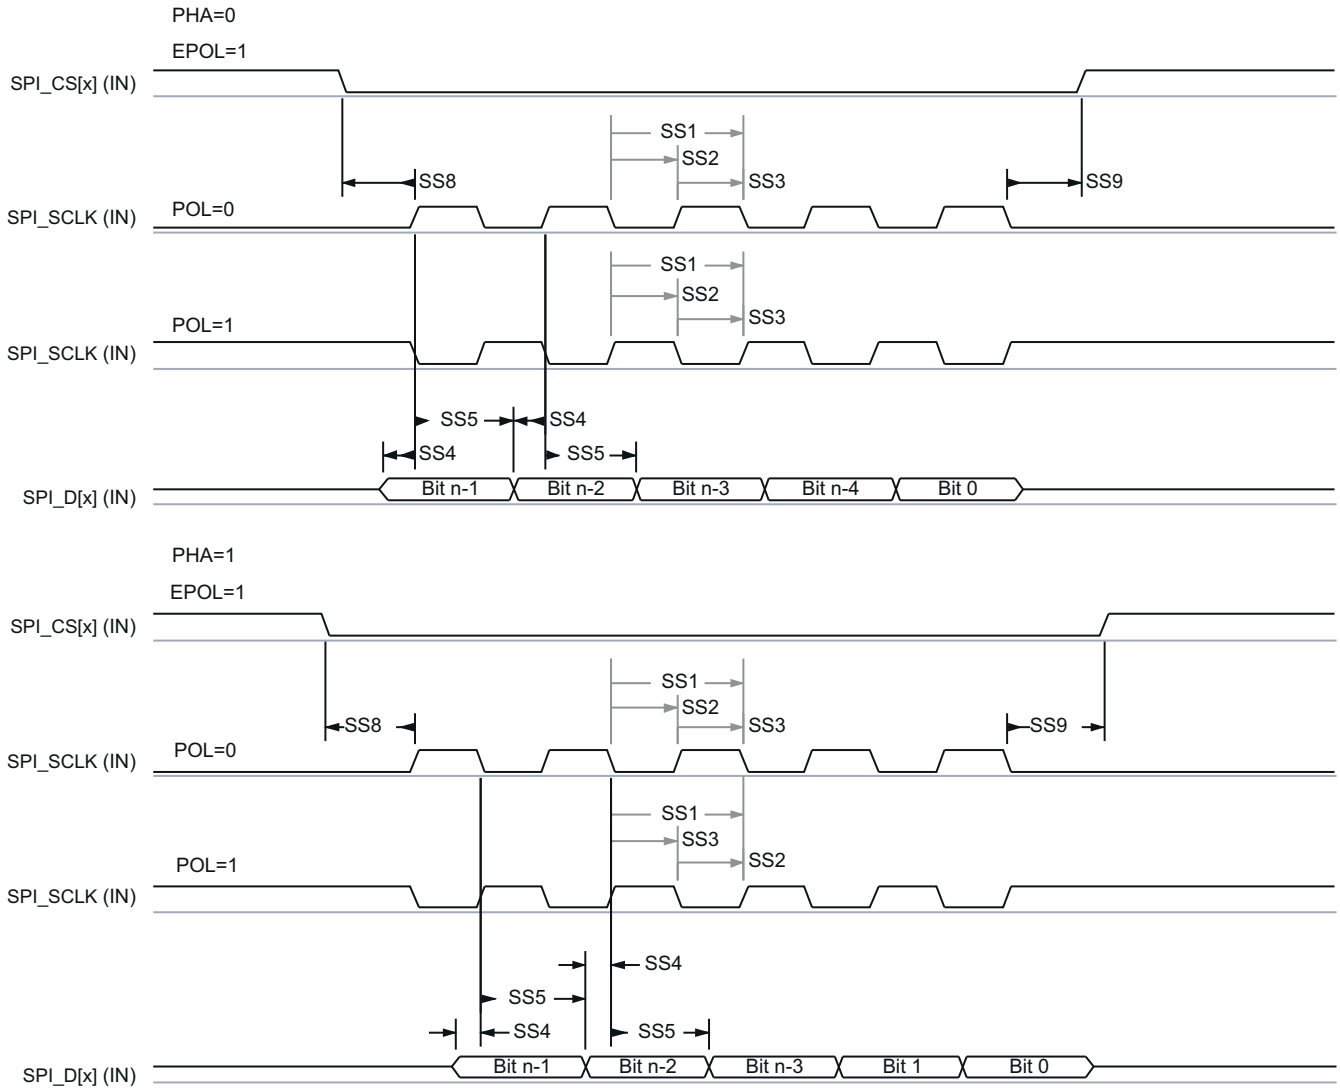 PHA=0
EPOL=1
SPI_CS[x] (IN)
SS1
SS2
SS8
SS3
SS9
POL=0
SPI_SCLK (IN)
SS1
SS2
SS3
POL=1
SPI_SCLK (IN)
SS5
SS4
SS4
SS5
SPI_D[x] (IN)
Bit n-1
Bit n-2
Bit n-3
Bit n-4
Bit 0
PHA=1
EPOL=1
SPI_CS[x] (IN)
SS1
SS2
SS8
SS3
SS9
POL=0
SPI_SCLK (IN)
SS1
SS3
SS2
POL=1
SPI_SCLK (IN)
SS4
SS5
SS4
SS5
SPI_D[x] (IN)
Bit n-1
Bit n-2
Bit n-3
Bit 1
Bit 0